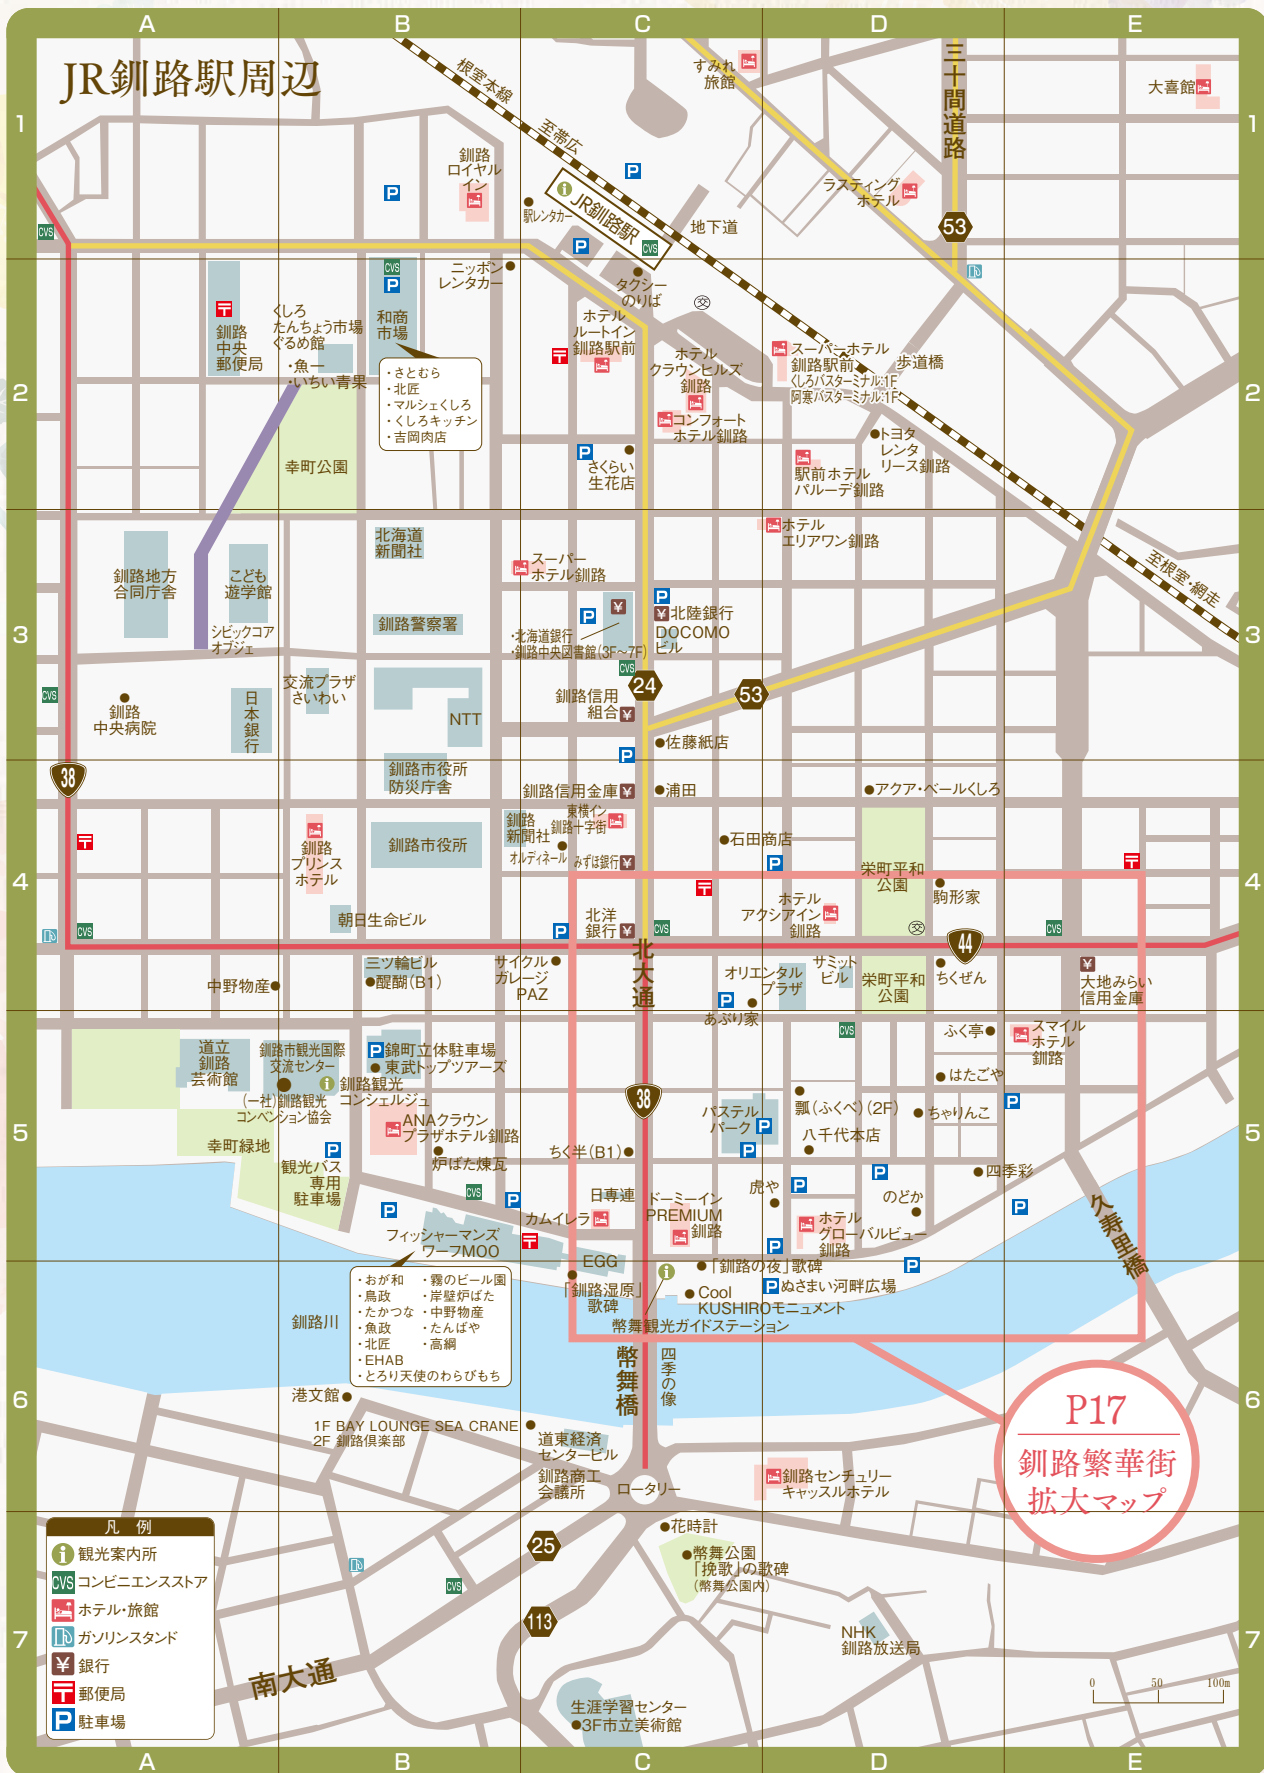 A
B
C
D
E
JR釧路駅周辺
1
2
3
4
5
6
7
1
2
3
4
5
6
7
根室本線
至帯広
すみれ
旅館
三十間道路
大喜館
釧路
ロイヤル
イン
駅レンタカー
JR釧路駅
CVS
P
P
P
地下道
ラスティング
ホテル
53
CVS
ニッポン
レンタカー
タクシー
のりば
釧路
中央
郵便局
くしろ
たんちょう市場
ぐるめ館
・魚一
・いちい青果
CVS
P
和商
市場
・さとむら
・北匠
・マルシェくしろ
・くしろキッチン
・吉岡肉店
ホテル
ルートイン
釧路駅前
ホテル
クラウンヒルズ
釧路
コンフォート
ホテル釧路
スーパーホテル
釧路駅前
くしろバスターミナル:1F
阿寒バスターミナル:1F
歩道橋
トヨタ
レンタ
リース釧路
駅前ホテル
パルーデ釧路
P
さくらい
生花店
幸町公園
ホテル
エリアワン釧路
北海道
新聞社
スーパー
ホテル釧路
釧路地方
合同庁舎
こども
遊学館
シビックコア
オブジェ
釧路警察署
P
¥
・北海道銀行
・釧路中央図書館(3F〜7F)
P
¥北陸銀行
DOCOMO
ビル
至根室・網走
CVS
24
53
CVS
釧路
中央病院
日本銀行
交流プラザ
さいわい
NTT
釧路信用
組合¥
佐藤紙店
P
38
釧路市役所
防災庁舎
釧路信用金庫¥
浦田
アクア・ベールくしろ
釧路
プリンス
ホテル
釧路市役所
釧路
新聞社
東横イン
釧路十字街
オルディネール
みずほ銀行¥
石田商店
P
栄町平和
公園
駒形家
朝日生命ビル
CVS
P
北洋
銀行¥
CVS
ホテル
アクシアイン
釧路
44
CVS
北大通
三ツ輪ビル
醍醐(B1)
中野物産
サイクル
ガレージ
PAZ
オリエンタル
プラザ
サミット
ビル
栄町平和
公園
ちくぜん
¥
大地みらい
信用金庫
P
あぶり家
CVS
ふく亭
スマイル
ホテル
釧路
道立
釧路
芸術館
釧路市観光国際
交流センター
(一社)釧路観光
コンベンション協会
釧路観光
コンシェルジュ
P錦町立体駐車場
東武トップツアーズ
38
はたごや
P
ANAクラウン
プラザホテル釧路
パステル
パーク
P
瓢(ふくべ)(2F)
ちゃりんこ
八千代本店
幸町緑地
P
観光バス
専用
駐車場
炉ばた煉瓦
ちく半(B1)
P
P
四季彩
CVS
P
P
日専連
カムイレラ
ドーミーイン
PREMIUM
釧路
虎や
P
のどか
P
久寿里橋
フィッシャーマンズ
ワーフMOO
ホテル
グローバルビュー
釧路
P
EGG
「釧路の夜」歌碑
P
・おが和
・鳥政
・たかつな
・魚政
・北匠
・EHAB
・とろり天使のわらびもち
・霧のビール園
・岸壁炉ばた
・中野物産
・たんばや
・高綱
「釧路湿原」
歌碑
Cool
KUSHIROモニュメント
Pぬさまい河畔広場
幣舞観光ガイドステーション
釧路川
幣舞橋
四季の像
港文館
1F BAY LOUNGE SEA CRANE
2F 釧路倶楽部
道東経済
センタービル
釧路商工
会議所
ロータリー
釧路センチュリー
キャッスルホテル
P17
釧路繁華街
拡大マップ
花時計
幣舞公園
「挽歌」の歌碑
(幣舞公園内)
25
CVS
113
NHK
釧路放送局
南大通
生涯学習センター
3F市立美術館
凡 例
観光案内所
CVS コンビニエンスストア
ホテル・旅館
ガソリンスタンド
¥ 銀行
郵便局
P 駐車場
0 50 100m
A
B
C
D
E